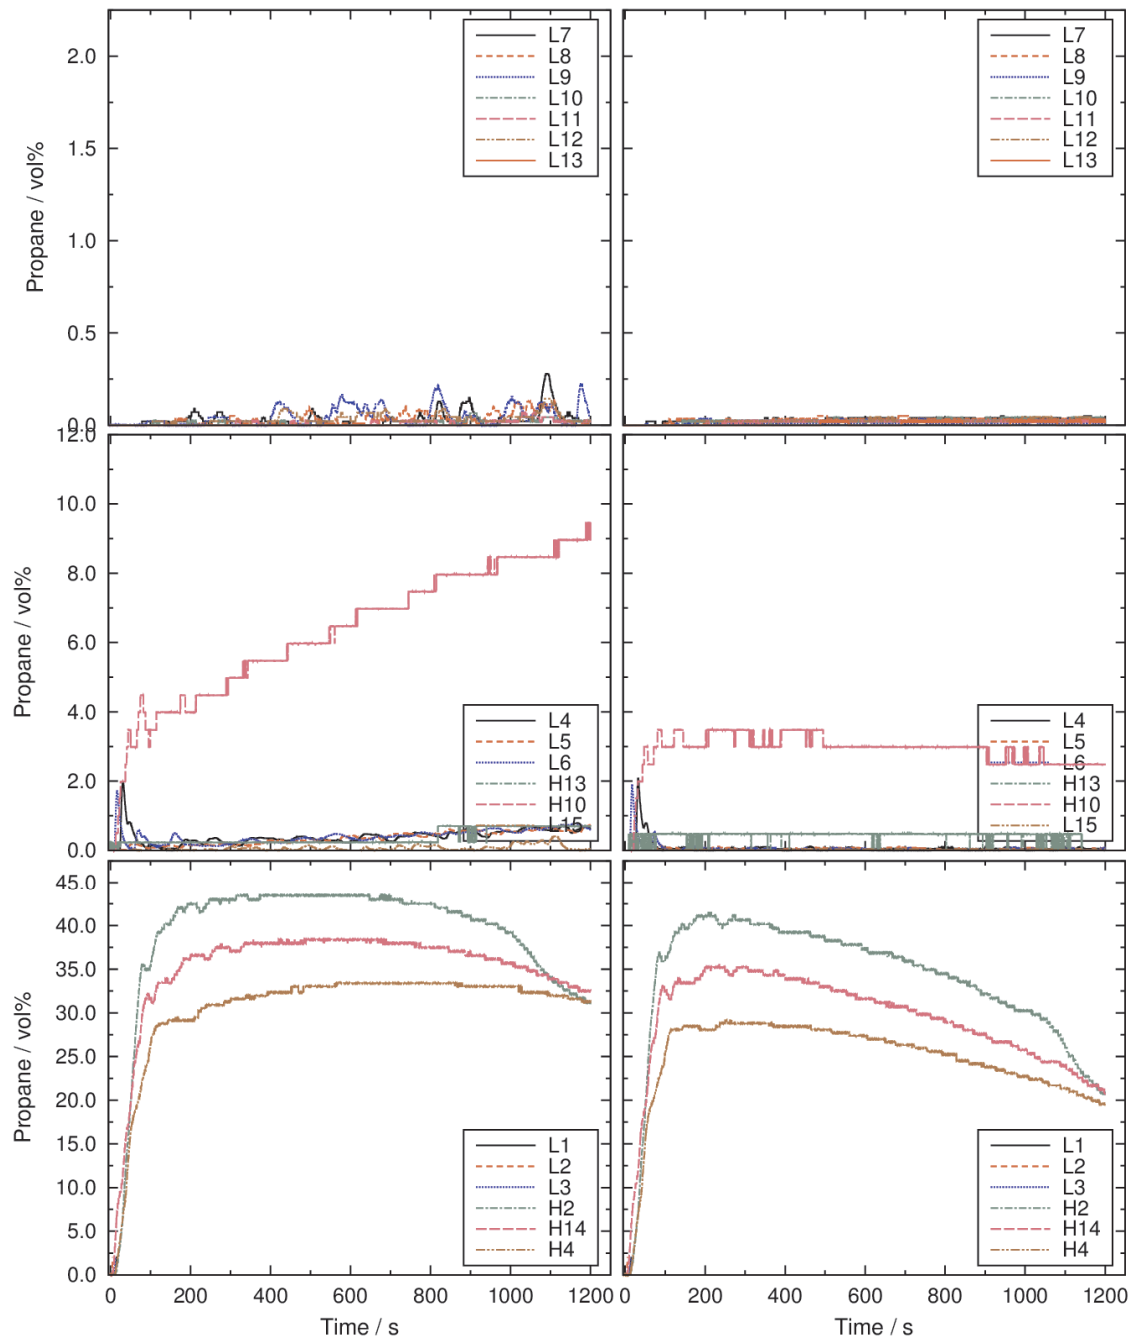 2.0
1.5
1.0
0.5
0.0
Propane / vol%
L7
L8
L9
L10
L11
L12
L13
L7
L8
L9
L10
L11
L12
L13
12.0
10.0
8.0
6.0
4.0
2.0
0.0
Propane / vol%
L4
L5
L6
H13
H10
L15
L4
L5
L6
H13
H10
L15
45.0
40.0
35.0
30.0
25.0
20.0
15.0
10.0
5.0
0.0
Propane / vol%
L1
L2
L3
H2
H14
H4
L1
L2
L3
H2
H14
H4
0 200 400 600 800 1000 1200
0 200 400 600 800 1000 1200
Time / s
Time / s